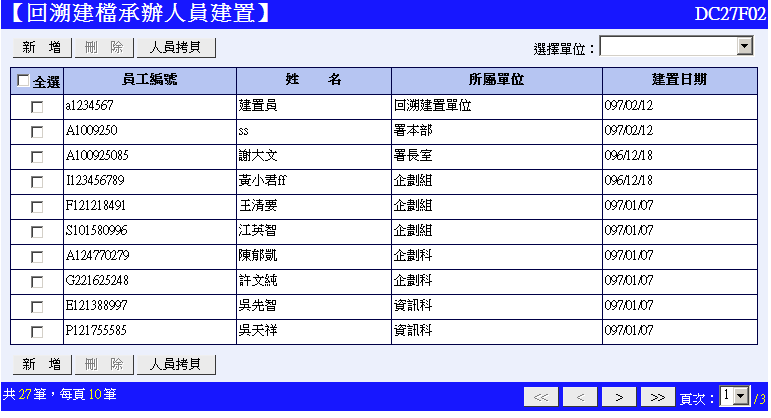 【回溯建檔承辦人員建置】 DC27F02
新 增 刪 除 人員拷貝 選擇單位：
全選 員工編號 姓 名 所屬單位 建置日期
a1234567 建置員 回溯建置單位 097/02/12
A1009250 ss 署本部 097/02/12
A100925085 謝大文 署長室 096/12/18
I123456789 黃小君ff 企劃組 096/12/18
F121218491 王清要 企劃組 097/01/07
S101580996 江英智 企劃組 097/01/07
A124770279 陳郁凱 企劃科 097/01/07
G221625248 許文純 企劃科 097/01/07
E121388997 吳先智 資訊科 097/01/07
P121755585 吳天祥 資訊科 097/01/07
新 增 刪 除 人員拷貝
共27筆，每頁10筆 << < > >> 頁次：1 /3